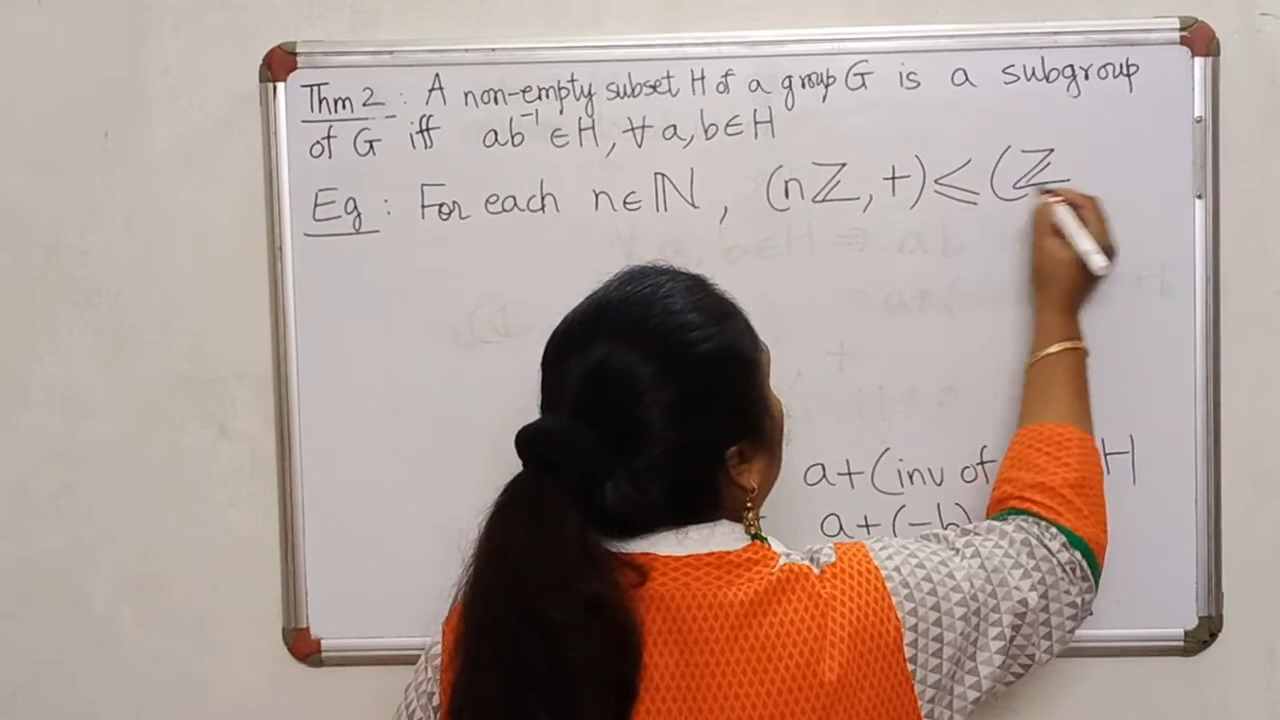 Thm 2 : A non-empty subset H of a group G is a subgroup
of G iff ab⁻¹ ∈ H, ∀ a, b ∈ H
Eg : For each n ∈ ℕ, (nℤ, +) ≤ (ℤ
a+(inv of H
a+(-b)